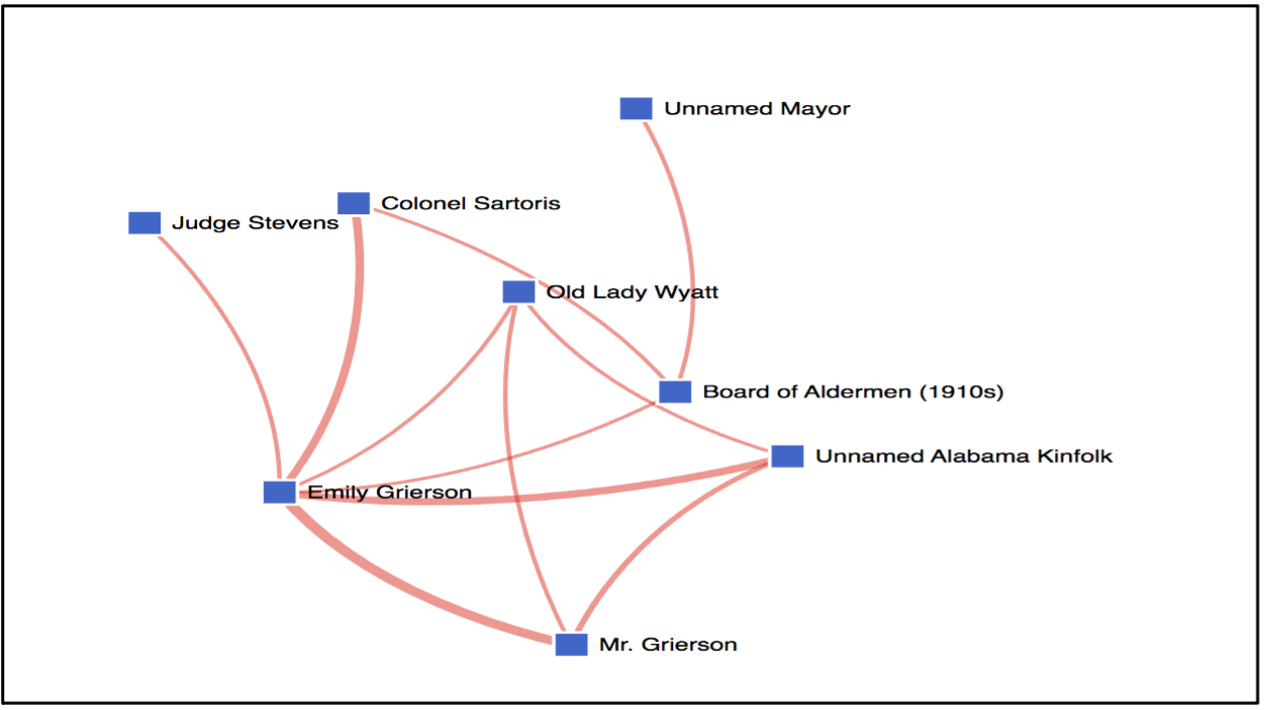 Unnamed Mayor
Colonel Sartoris
Judge Stevens
Old Lady Wyatt
Board of Aldermen (1910s)
Unnamed Alabama Kinfolk
Emily Grierson
Mr. Grierson